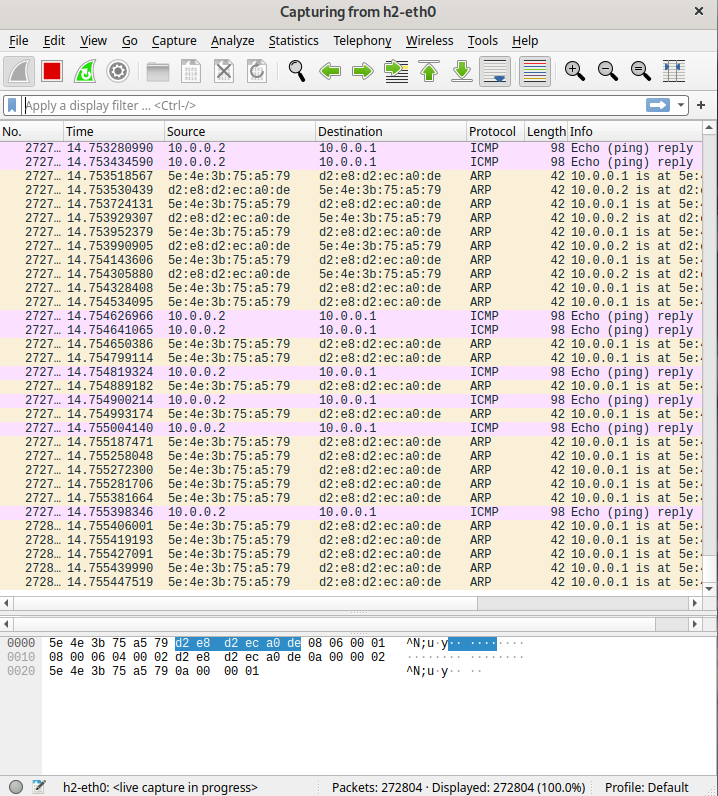 Capturing from h2-eth0
File Edit View Go Capture Analyze Statistics Telephony Wireless Tools Help
Apply a display filter ... <Ctrl-/>
No. Time Source Destination Protocol Length Info
2727… 14.753280990 10.0.0.2 10.0.0.1 ICMP 98 Echo (ping) reply
2727… 14.753434590 10.0.0.2 10.0.0.1 ICMP 98 Echo (ping) reply
2727… 14.753518567 5e:4e:3b:75:a5:79 d2:e8:d2:ec:a0:de ARP 42 10.0.0.1 is at 5e:
2727… 14.753530439 d2:e8:d2:ec:a0:de 5e:4e:3b:75:a5:79 ARP 42 10.0.0.2 is at d2:
2727… 14.753724131 5e:4e:3b:75:a5:79 d2:e8:d2:ec:a0:de ARP 42 10.0.0.1 is at 5e:
2727… 14.753929307 d2:e8:d2:ec:a0:de 5e:4e:3b:75:a5:79 ARP 42 10.0.0.2 is at d2:
2727… 14.753952379 5e:4e:3b:75:a5:79 d2:e8:d2:ec:a0:de ARP 42 10.0.0.1 is at 5e:
2727… 14.753990905 d2:e8:d2:ec:a0:de 5e:4e:3b:75:a5:79 ARP 42 10.0.0.2 is at d2:
2727… 14.754143606 5e:4e:3b:75:a5:79 d2:e8:d2:ec:a0:de ARP 42 10.0.0.1 is at 5e:
2727… 14.754305880 d2:e8:d2:ec:a0:de 5e:4e:3b:75:a5:79 ARP 42 10.0.0.2 is at d2:
2727… 14.754328408 5e:4e:3b:75:a5:79 d2:e8:d2:ec:a0:de ARP 42 10.0.0.1 is at 5e:
2727… 14.754534095 5e:4e:3b:75:a5:79 d2:e8:d2:ec:a0:de ARP 42 10.0.0.1 is at 5e:
2727… 14.754626966 10.0.0.2 10.0.0.1 ICMP 98 Echo (ping) reply
2727… 14.754641065 10.0.0.2 10.0.0.1 ICMP 98 Echo (ping) reply
2727… 14.754650386 5e:4e:3b:75:a5:79 d2:e8:d2:ec:a0:de ARP 42 10.0.0.1 is at 5e:
2727… 14.754799114 5e:4e:3b:75:a5:79 d2:e8:d2:ec:a0:de ARP 42 10.0.0.1 is at 5e:
2727… 14.754819324 10.0.0.2 10.0.0.1 ICMP 98 Echo (ping) reply
2727… 14.754889182 5e:4e:3b:75:a5:79 d2:e8:d2:ec:a0:de ARP 42 10.0.0.1 is at 5e:
2727… 14.754900214 10.0.0.2 10.0.0.1 ICMP 98 Echo (ping) reply
2727… 14.754993174 5e:4e:3b:75:a5:79 d2:e8:d2:ec:a0:de ARP 42 10.0.0.1 is at 5e:
2727… 14.755004140 10.0.0.2 10.0.0.1 ICMP 98 Echo (ping) reply
2727… 14.755187471 5e:4e:3b:75:a5:79 d2:e8:d2:ec:a0:de ARP 42 10.0.0.1 is at 5e:
2727… 14.755258048 5e:4e:3b:75:a5:79 d2:e8:d2:ec:a0:de ARP 42 10.0.0.1 is at 5e:
2727… 14.755272300 5e:4e:3b:75:a5:79 d2:e8:d2:ec:a0:de ARP 42 10.0.0.1 is at 5e:
2727… 14.755281706 5e:4e:3b:75:a5:79 d2:e8:d2:ec:a0:de ARP 42 10.0.0.1 is at 5e:
2727… 14.755381664 5e:4e:3b:75:a5:79 d2:e8:d2:ec:a0:de ARP 42 10.0.0.1 is at 5e:
2727… 14.755398346 10.0.0.2 10.0.0.1 ICMP 98 Echo (ping) reply
2728… 14.755406001 5e:4e:3b:75:a5:79 d2:e8:d2:ec:a0:de ARP 42 10.0.0.1 is at 5e:
2728… 14.755419193 5e:4e:3b:75:a5:79 d2:e8:d2:ec:a0:de ARP 42 10.0.0.1 is at 5e:
2728… 14.755427091 5e:4e:3b:75:a5:79 d2:e8:d2:ec:a0:de ARP 42 10.0.0.1 is at 5e:
2728… 14.755439990 5e:4e:3b:75:a5:79 d2:e8:d2:ec:a0:de ARP 42 10.0.0.1 is at 5e:
2728… 14.755447519 5e:4e:3b:75:a5:79 d2:e8:d2:ec:a0:de ARP 42 10.0.0.1 is at 5e:
0000 5e 4e 3b 75 a5 79 d2 e8 d2 ec a0 de 08 06 00 01 ^N;u·y·· ········
0010 08 00 06 04 00 02 d2 e8 d2 ec a0 de 0a 00 00 02 ········ ········
0020 5e 4e 3b 75 a5 79 0a 00 00 01 ^N;u·y·· ··
h2-eth0: <live capture in progress> Packets: 272804 · Displayed: 272804 (100.0%) Profile: Default